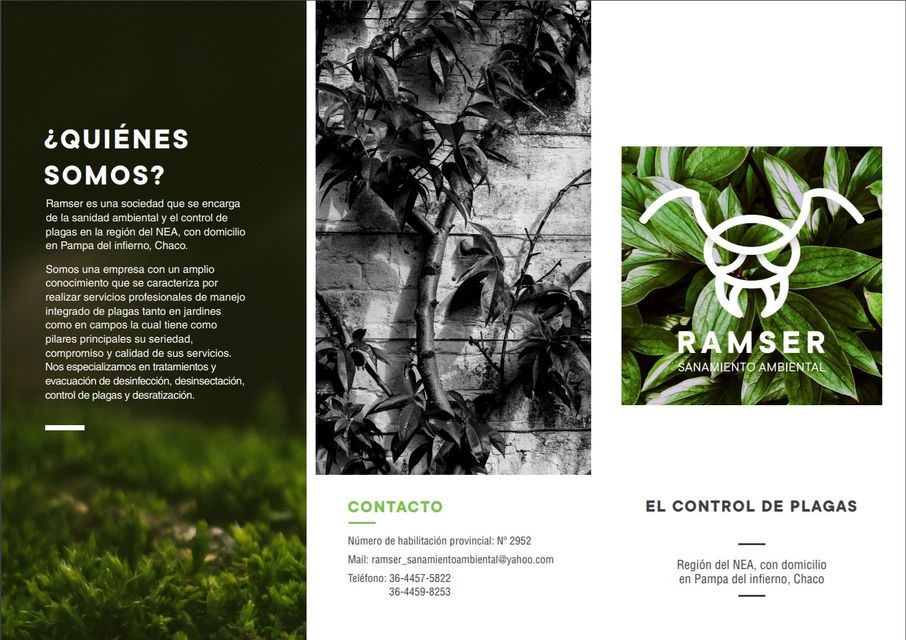 ¿QUIÉNES
SOMOS?
Ramser es una sociedad que se encarga
de la sanidad ambiental y el control de
plagas en la región del NEA, con domicilio
en Pampa del infierno, Chaco.
Somos una empresa con un amplio
conocimiento que se caracteriza por
realizar servicios profesionales de manejo
integrado de plagas tanto en jardines
como en campos la cual tiene como
pilares principales su seriedad,
compromiso y calidad de sus servicios.
Nos especializamos en tratamientos y
evacuación de desinfección, desinsectación,
control de plagas y desratización.
CONTACTO
Número de habilitación provincial: N° 2952
Mail: ramser_sanamientoambiental@yahoo.com
Teléfono: 36-4457-5822
36-4459-8253
RAMSER
SANAMIENTO AMBIENTAL
EL CONTROL DE PLAGAS
Región del NEA, con domicilio
en Pampa del infierno, Chaco